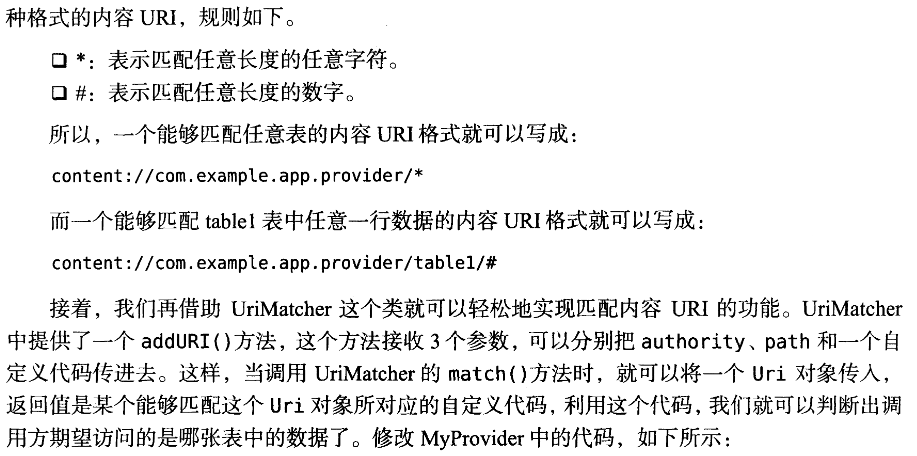 种格式的内容 URI，规则如下。
❑ *：表示匹配任意长度的任意字符。
❑ #：表示匹配任意长度的数字。
所以，一个能够匹配任意表的内容 URI 格式就可以写成：
content://com.example.app.provider/*
而一个能够匹配 table1 表中任意一行数据的内容 URI 格式就可以写成：
content://com.example.app.provider/table1/#
接着，我们再借助 UriMatcher 这个类就可以轻松地实现匹配内容 URI 的功能。UriMatcher
中提供了一个 addURI()方法，这个方法接收 3 个参数，可以分别把 authority、path 和一个自
定义代码传进去。这样，当调用 UriMatcher 的 match()方法时，就可以将一个 Uri 对象传入，
返回值是某个能够匹配这个 Uri 对象所对应的自定义代码，利用这个代码，我们就可以判断出调
用方期望访问的是哪张表中的数据了。修改 MyProvider 中的代码，如下所示：